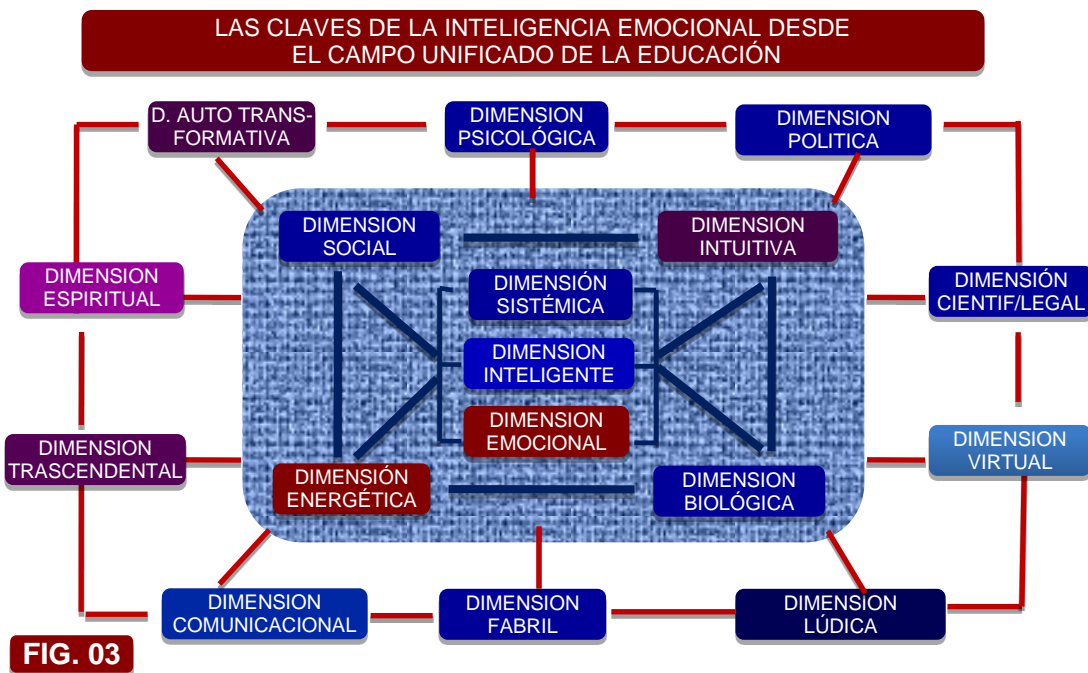 LAS CLAVES DE LA INTELIGENCIA EMOCIONAL DESDE
EL CAMPO UNIFICADO DE LA EDUCACIÓN
D. AUTO TRANS-
FORMATIVA
DIMENSION
PSICOLÓGICA
DIMENSION
POLITICA
DIMENSION
SOCIAL
DIMENSION
INTUITIVA
DIMENSION
ESPIRITUAL
DIMENSIÓN
SISTÉMICA
DIMENSIÓN
CIENTIF/LEGAL
DIMENSION
INTELIGENTE
DIMENSION
EMOCIONAL
DIMENSION
TRASCENDENTAL
DIMENSION
VIRTUAL
DIMENSIÓN
ENERGÉTICA
DIMENSION
BIOLÓGICA
DIMENSION
COMUNICACIONAL
DIMENSION
FABRIL
DIMENSION
LÚDICA
FIG. 03